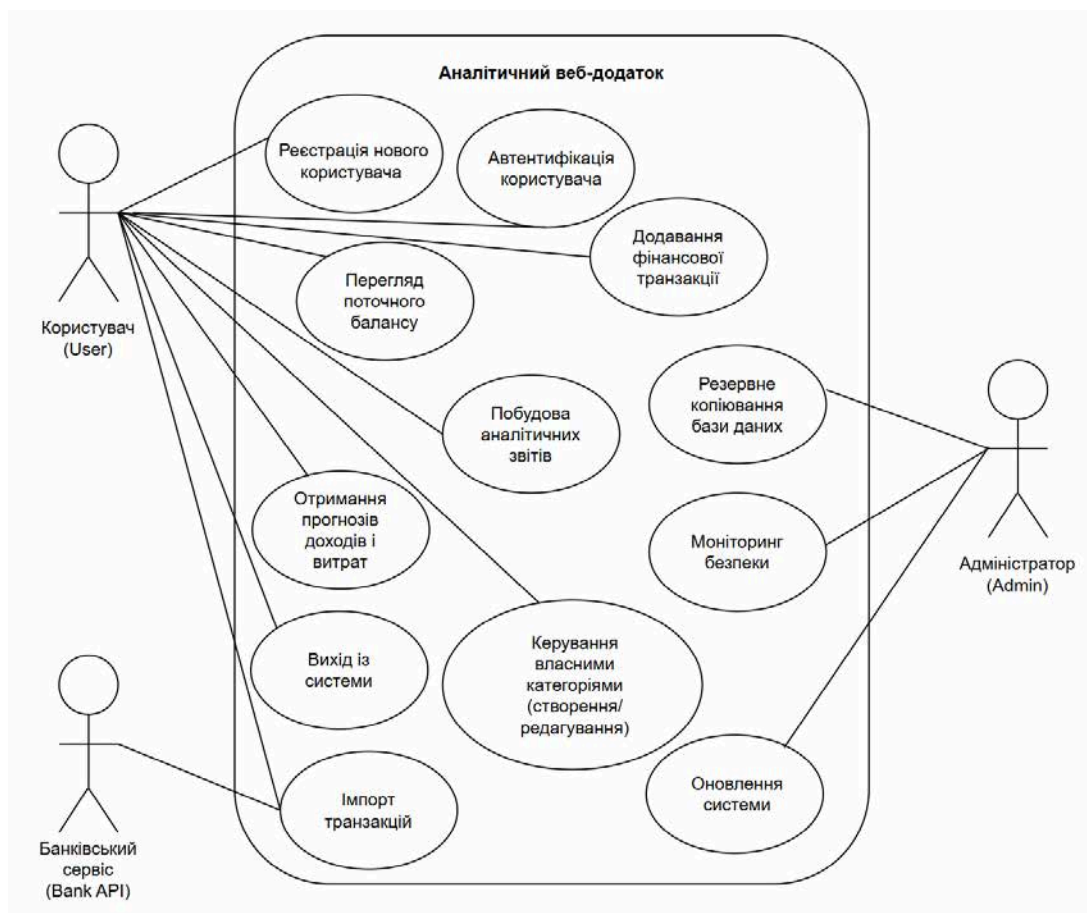 Аналітичний веб-додаток
Реєстрація нового
користувача
Автентифікація
користувача
Додавання
фінансової
транзакції
Перегляд
поточного
балансу
Користувач
(User)
Резервне
копіювання
бази даних
Побудова
аналітичних
звітів
Отримання
прогнозів
доходів і
витрат
Моніторинг
безпеки
Адміністратор
(Admin)
Вихід із
системи
Керування
власними
категоріями
(створення/
редагування)
Оновлення
системи
Імпорт
транзакцій
Банківський
сервіс
(Bank API)